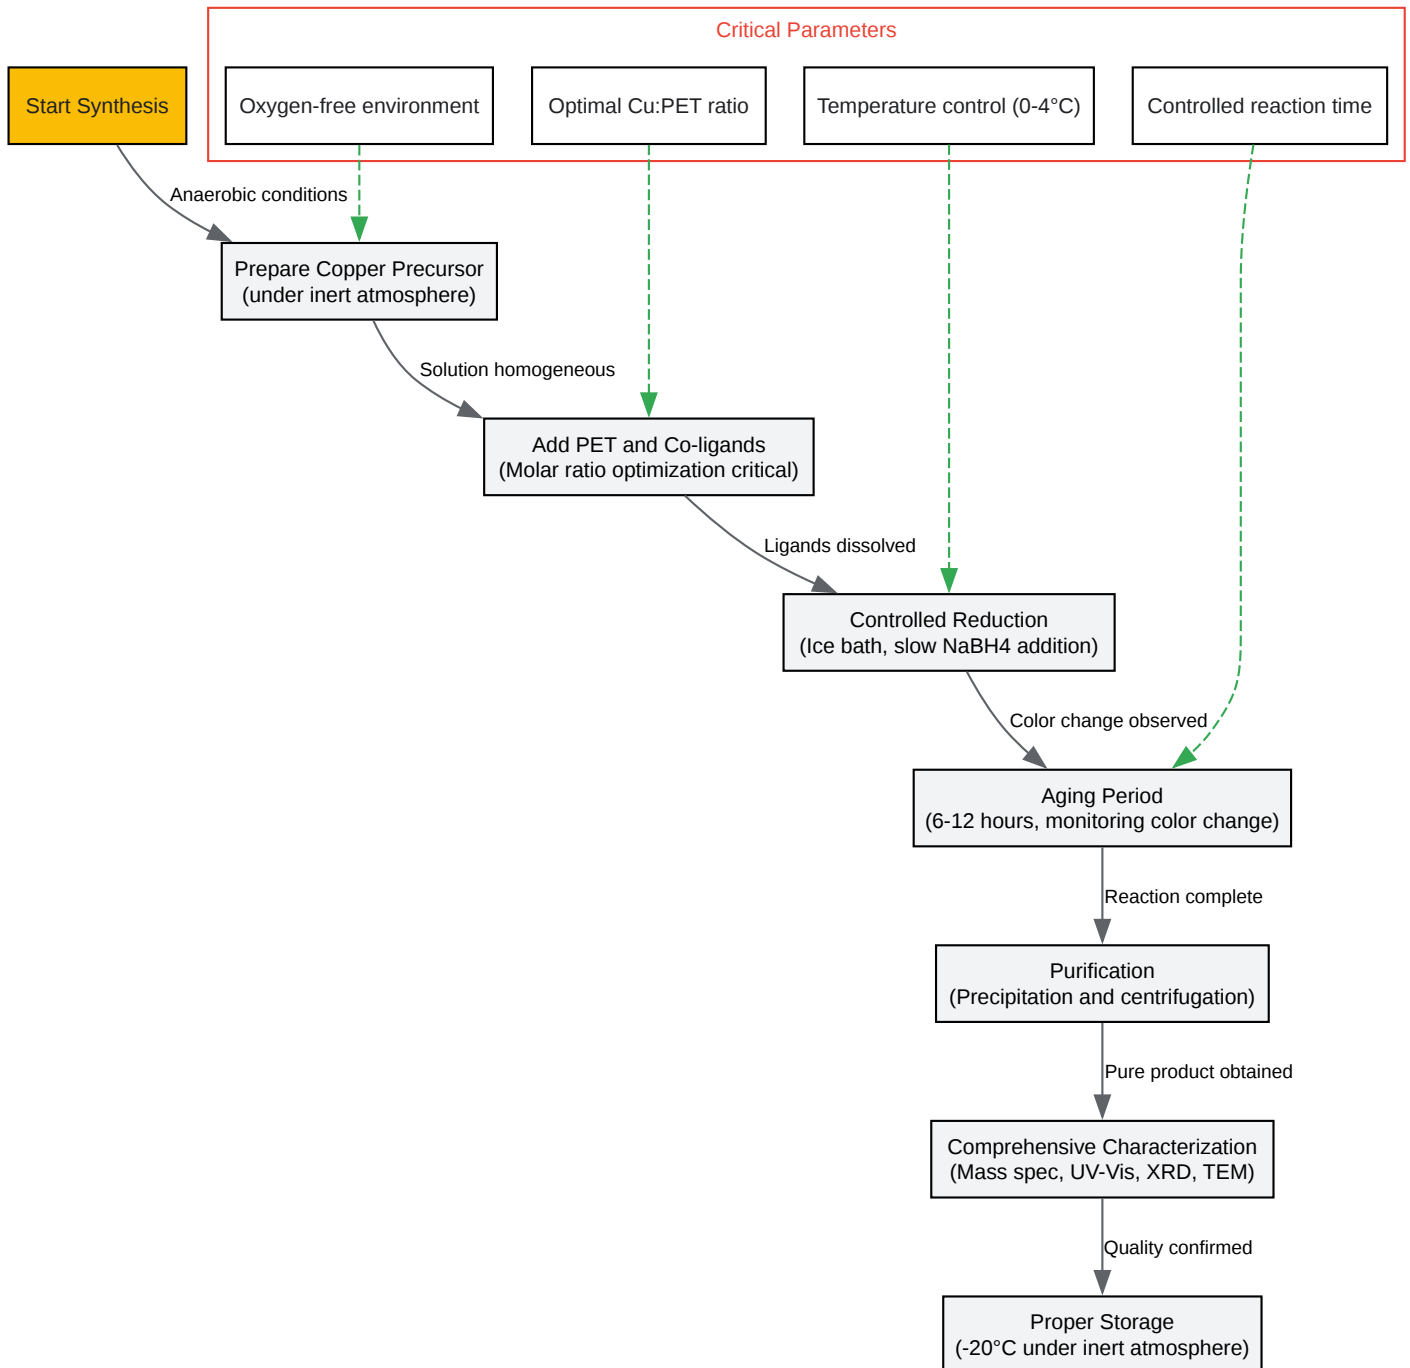 Critical Parameters
Start Synthesis
Oxygen-free environment
Optimal Cu:PET ratio
Temperature control (0-4°C)
Controlled reaction time
Anaerobic conditions
Prepare Copper Precursor
(under inert atmosphere)
Solution homogeneous
Add PET and Co-ligands
(Molar ratio optimization critical)
Ligands dissolved
Controlled Reduction
(Ice bath, slow NaBH4 addition)
Color change observed
Aging Period
(6-12 hours, monitoring color change)
Reaction complete
Purification
(Precipitation and centrifugation)
Pure product obtained
Comprehensive Characterization
(Mass spec, UV-Vis, XRD, TEM)
Quality confirmed
Proper Storage
(-20°C under inert atmosphere)